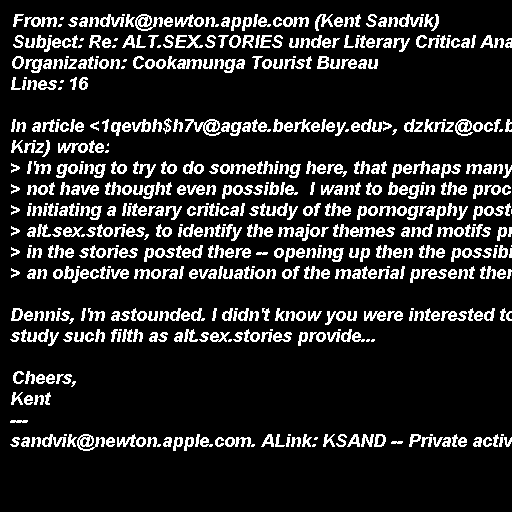 From: sandvik@newton.apple.com (Kent Sandvik)
Subject: Re: ALT.SEX.STORIES under Literary Critical Ana
Organization: Cookamunga Tourist Bureau
Lines: 16

In article <1qevbh$h7v@agate.berkeley.edu>, dzkriz@ocf.b
Kriz) wrote:
> I'm going to try to do something here, that perhaps many
> not have thought even possible.  I want to begin the proc
> initiating a literary critical study of the pornography post
> alt.sex.stories, to identify the major themes and motifs pr
> in the stories posted there -- opening up then the possibi
> an objective moral evaluation of the material present ther

Dennis, I'm astounded. I didn't know you were interested to
study such filth as alt.sex.stories provide...

Cheers,
Kent
---
sandvik@newton.apple.com. ALink: KSAND -- Private activ